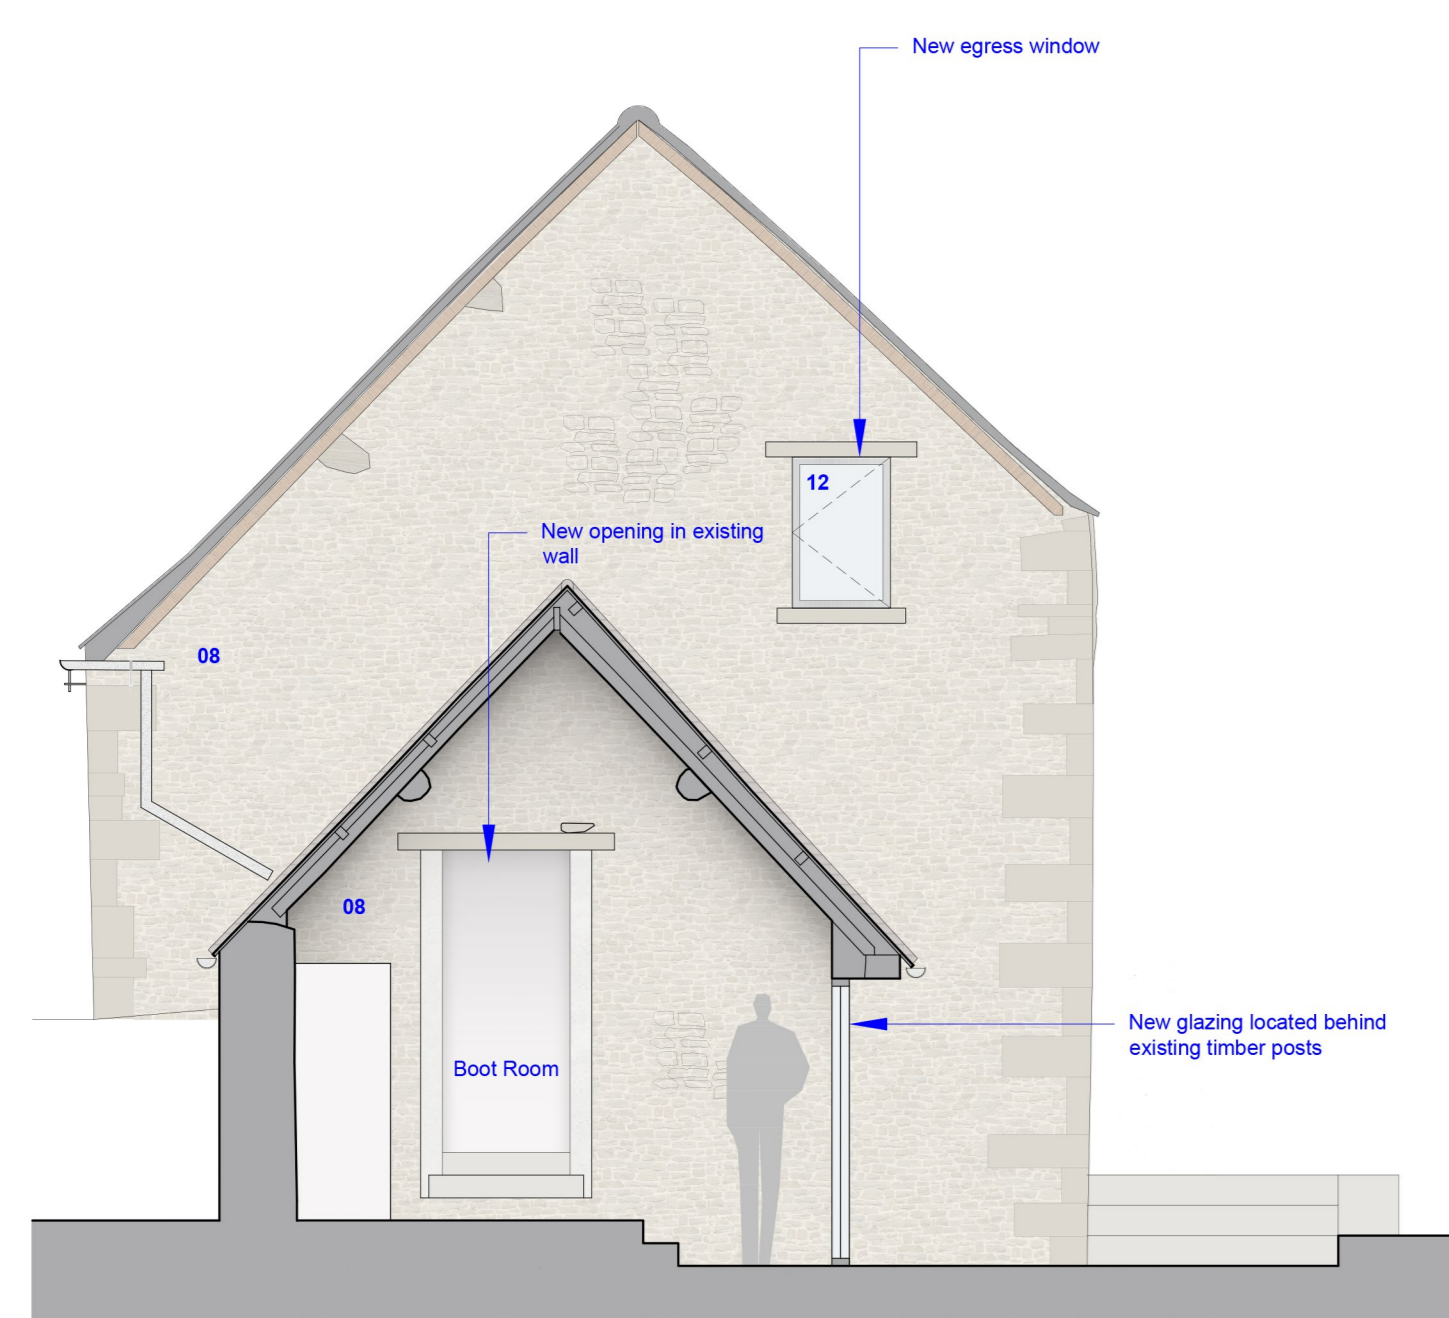 New egress window
12
New opening in existing
wall
08
08
New glazing located behind
existing timber posts
Boot Room